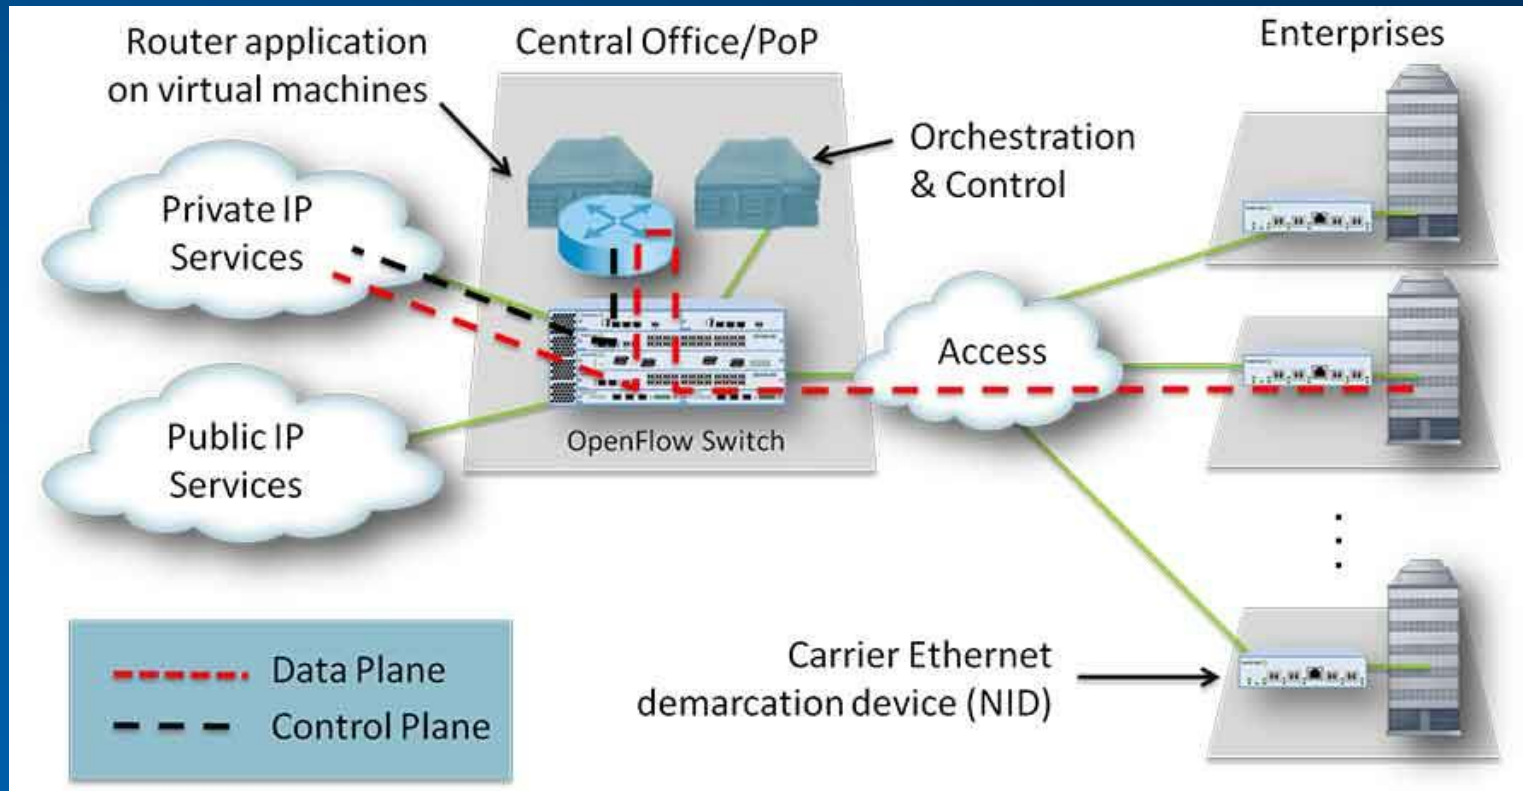 Router application
on virtual machines
Central Office/PoP
Enterprises
Orchestration
& Control
Private IP
Services
Access
OpenFlow Switch
Public IP
Services
Carrier Ethernet
demarcation device (NID)
Data Plane
Control Plane